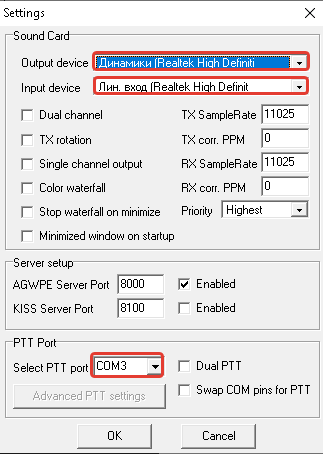 Settings
Sound Card
Output device Динамики (Realtek High Definiti
Input device Лин. вход (Realtek High Definit
Dual channel TX SampleRate 11025
TX rotation TX corr. PPM 0
Single channel output RX SampleRate 11025
Color waterfall RX corr. PPM 0
Stop waterfall on minimize Priority Highest
Minimized window on startup
Server setup
AGWPE Server Port 8000 Enabled
KISS Server Port 8100 Enabled
PTT Port
Select PTT port COM3 Dual PTT
Advanced PTT settings Swap COM pins for PTT
OK Cancel